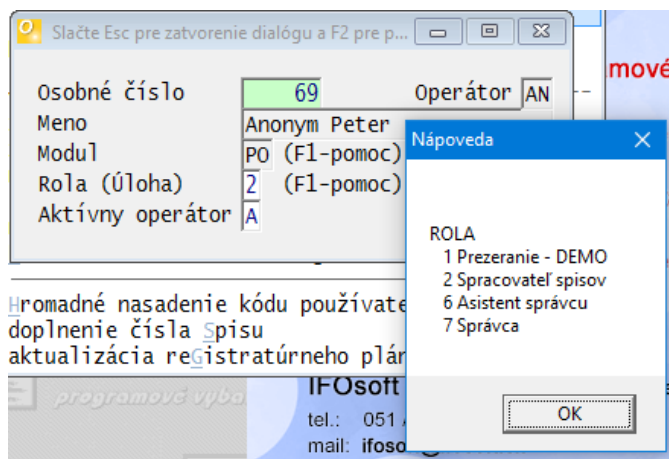 Slačte Esc pre zatvorenie dialógu a F2 pre p...
mové
Osobné číslo 69 Operátor AN
Meno Anonym Peter
Modul PO (F1-pomoc)
Rola (Úloha) 2 (F1-pomoc)
Aktívny operátor A
Nápoveda
ROLA
1 Prezeranie - DEMO
2 Spracovateľ spisov
6 Asistent správcu
7 Správca
OK
Hromadné nasadenie kódu používate
doplnenie čísla Spisu
aktualizácia reGistratúrneho plán
programové vyba
IFOsoft
tel.: 051
mail: ifoso